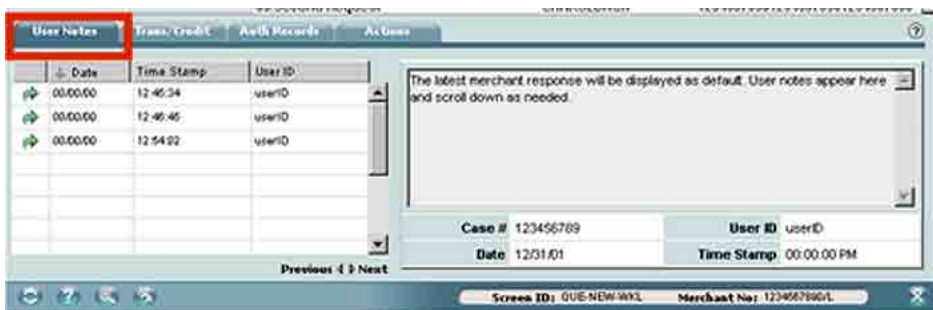 User Notes Trans/Credit Auth Records Actions
Date Time Stamp User ID
00/00/00 12:46:34 userID
00/00/00 12:46:46 userID
00/00/00 12:54:02 userID
Previous Next
The latest merchant response will be displayed as default. User notes appear here
and scroll down as needed.
Case # 123456789 User ID userID
Date 12/31/01 Time Stamp 00:00:00 PM
Screen ID: QUE-NEW-WKL Merchant No: